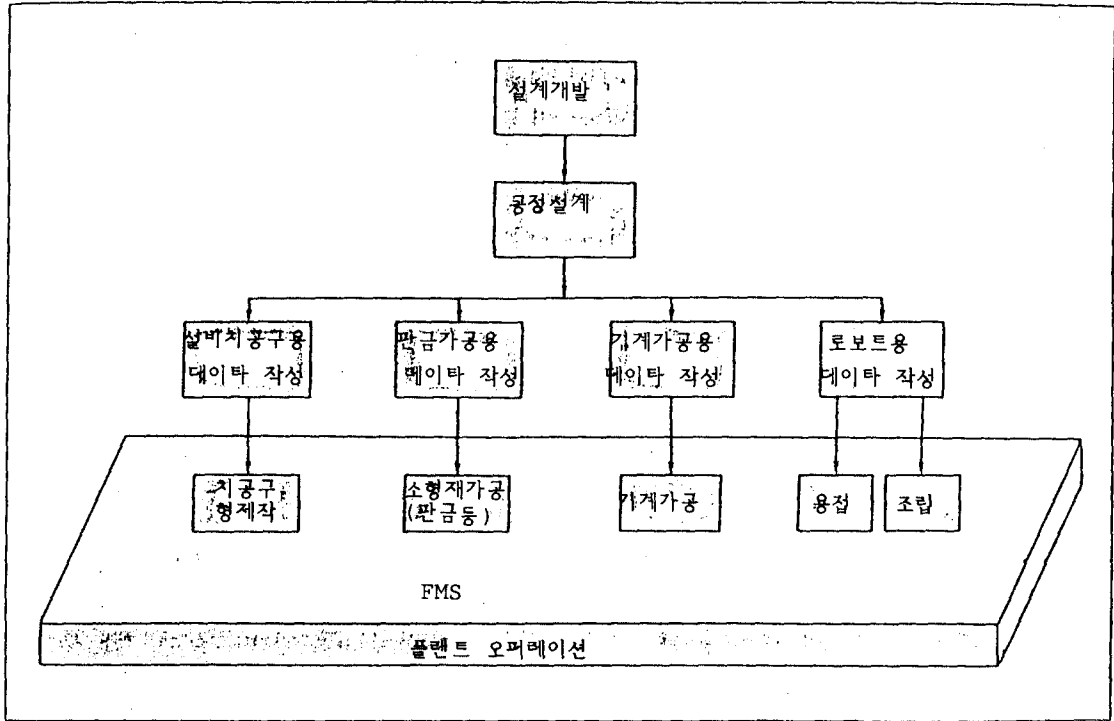 설계개발
공정설계
설비치공구용
데이타 작성
판금가공용
데이타 작성
기계가공용
데이타 작성
로보트용
데이타 작성
치공구,
형제작
소형재가공
(판금등)
기계가공
용접
조립
FMS
플랜트 오퍼레이션